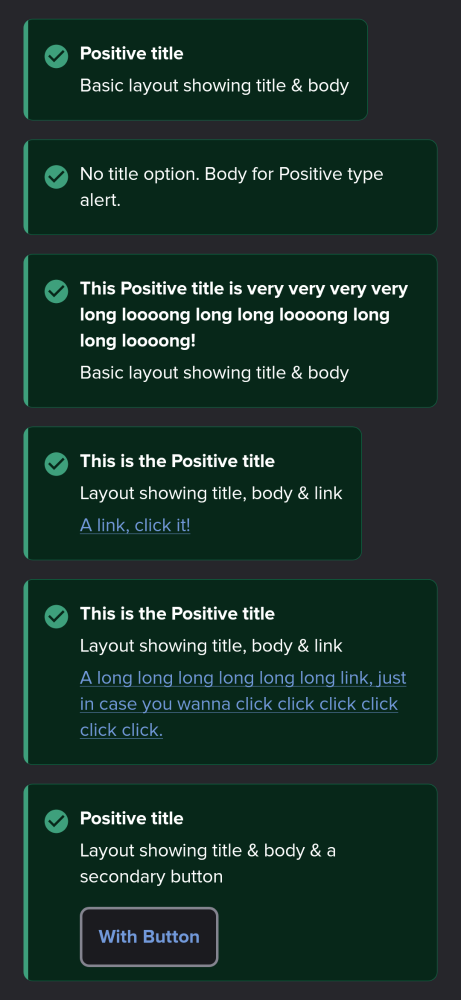 Positive title
Basic layout showing title & body
No title option. Body for Positive type
alert.
This Positive title is very very very very
long loooong long long loooong long
long loooong!
Basic layout showing title & body
This is the Positive title
Layout showing title, body & link
A link, click it!
This is the Positive title
Layout showing title, body & link
A long long long long long long link, just
in case you wanna click click click click
click click.
Positive title
Layout showing title & body & a
secondary button
With Button